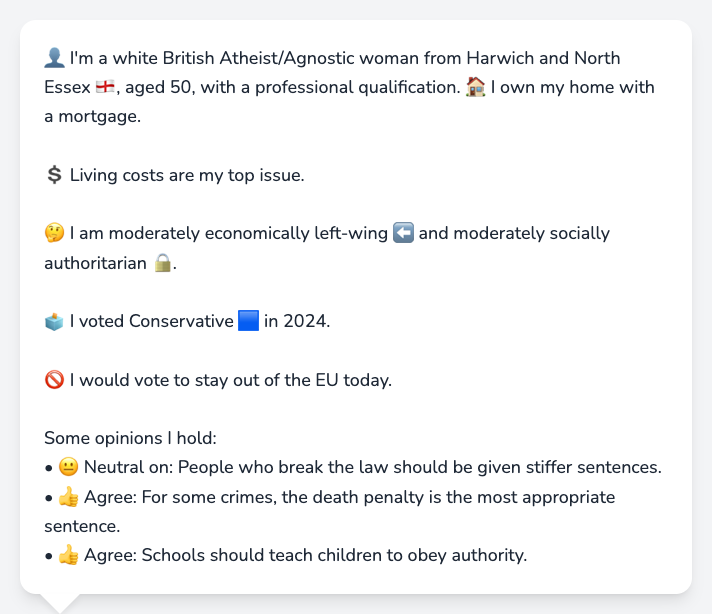 👤 I'm a white British Atheist/Agnostic woman from Harwich and North
Essex 🏴󠁧󠁢󠁥󠁮󠁧󠁿, aged 50, with a professional qualification. 🏠 I own my home with
a mortgage.
💲 Living costs are my top issue.
🤔 I am moderately economically left-wing ⬅️ and moderately socially
authoritarian 🔒.
🗳️ I voted Conservative 🟦 in 2024.
🚫 I would vote to stay out of the EU today.
Some opinions I hold:
• 😐 Neutral on: People who break the law should be given stiffer sentences.
• 👍 Agree: For some crimes, the death penalty is the most appropriate
sentence.
• 👍 Agree: Schools should teach children to obey authority.